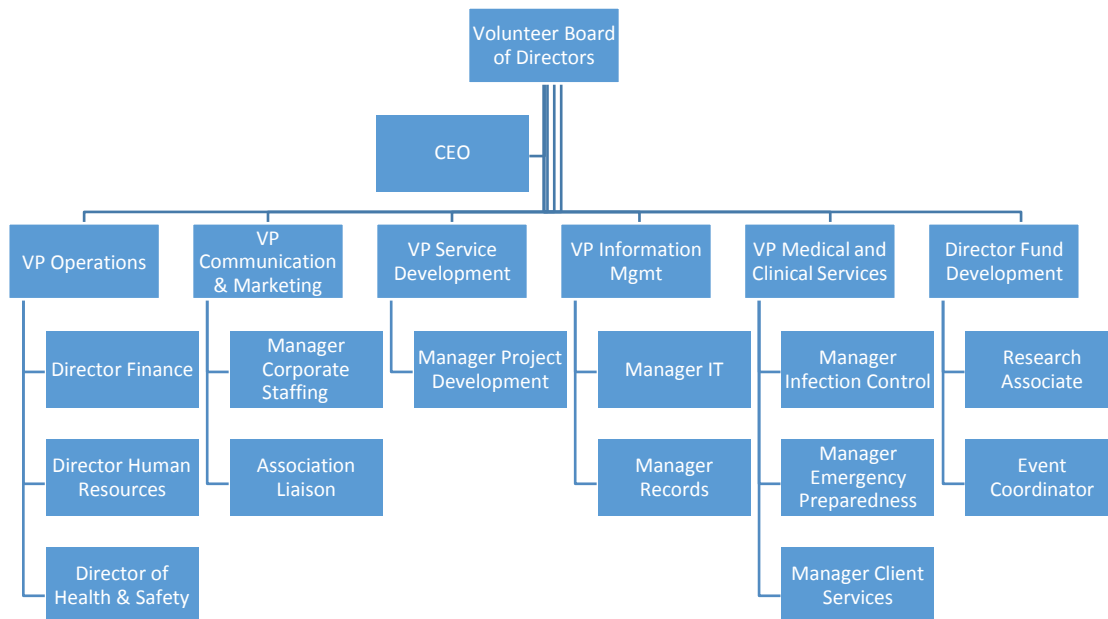 Volunteer Board
of Directors
CEO
VP Operations
VP
Communication
& Marketing
VP Service
Development
VP Information
Mgmt
VP Medical and
Clinical Services
Director Fund
Development
Director Finance
Manager
Corporate
Staffing
Manager Project
Development
Manager IT
Manager
Infection Control
Research
Associate
Director Human
Resources
Association
Liaison
Manager
Records
Manager
Emergency
Preparedness
Event
Coordinator
Director of
Health & Safety
Manager Client
Services